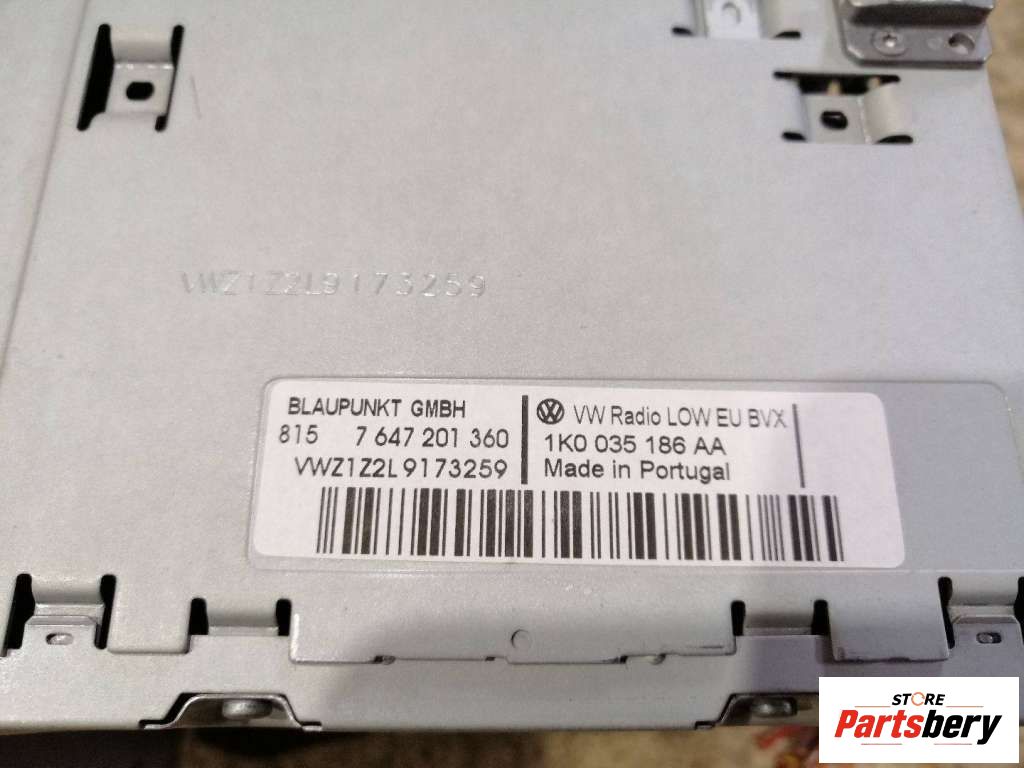 VWZ1Z2L9173259
BLAUPUNKT GMBH
815 7 647 201 360
VWZ1Z2L9173259
VW Radio LOW EU BVX
1K0 035 186 AA
Made in Portugal
STORE
Partsbery